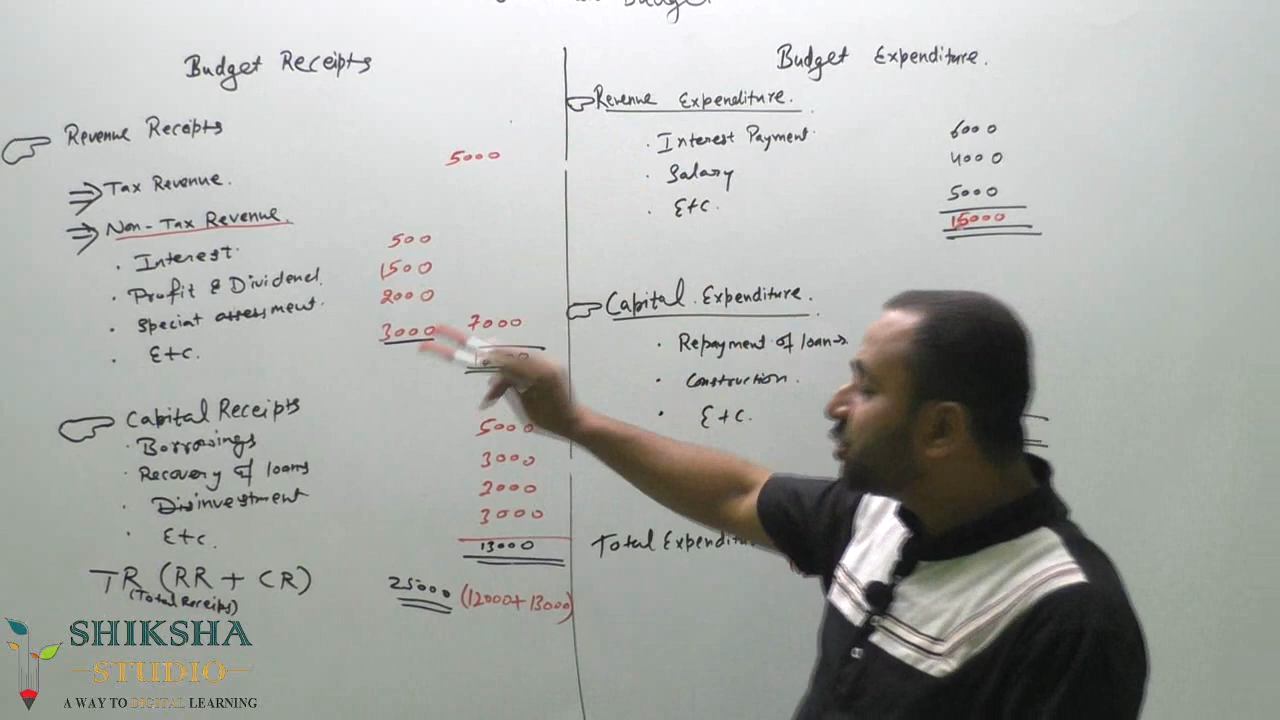 Budget
Budget Receipts
Revenue Receipts
5000
Tax Revenue.
Non-Tax Revenue.
. Interest. 500
. Profit & Dividend. 1500
. Special assessment. 2000
. Etc. 3000 7000
Capital Receipts
. Borrowings 5000
. Recovery of loans 3000
. Disinvestment 2000
. Etc. 3000
13000
TR (RR + CR) 25000 (12000+13000)
(Total Receipts)
Budget Expenditure.
Revenue Expenditure.
. Interest Payment. 6000
. Salary 4000
. Etc. 5000
15000
Capital Expenditure.
. Repayment of loans
. Construction.
. Etc.
Total
SHIKSHA
STUDIO
A WAY TO DIGITAL LEARNING